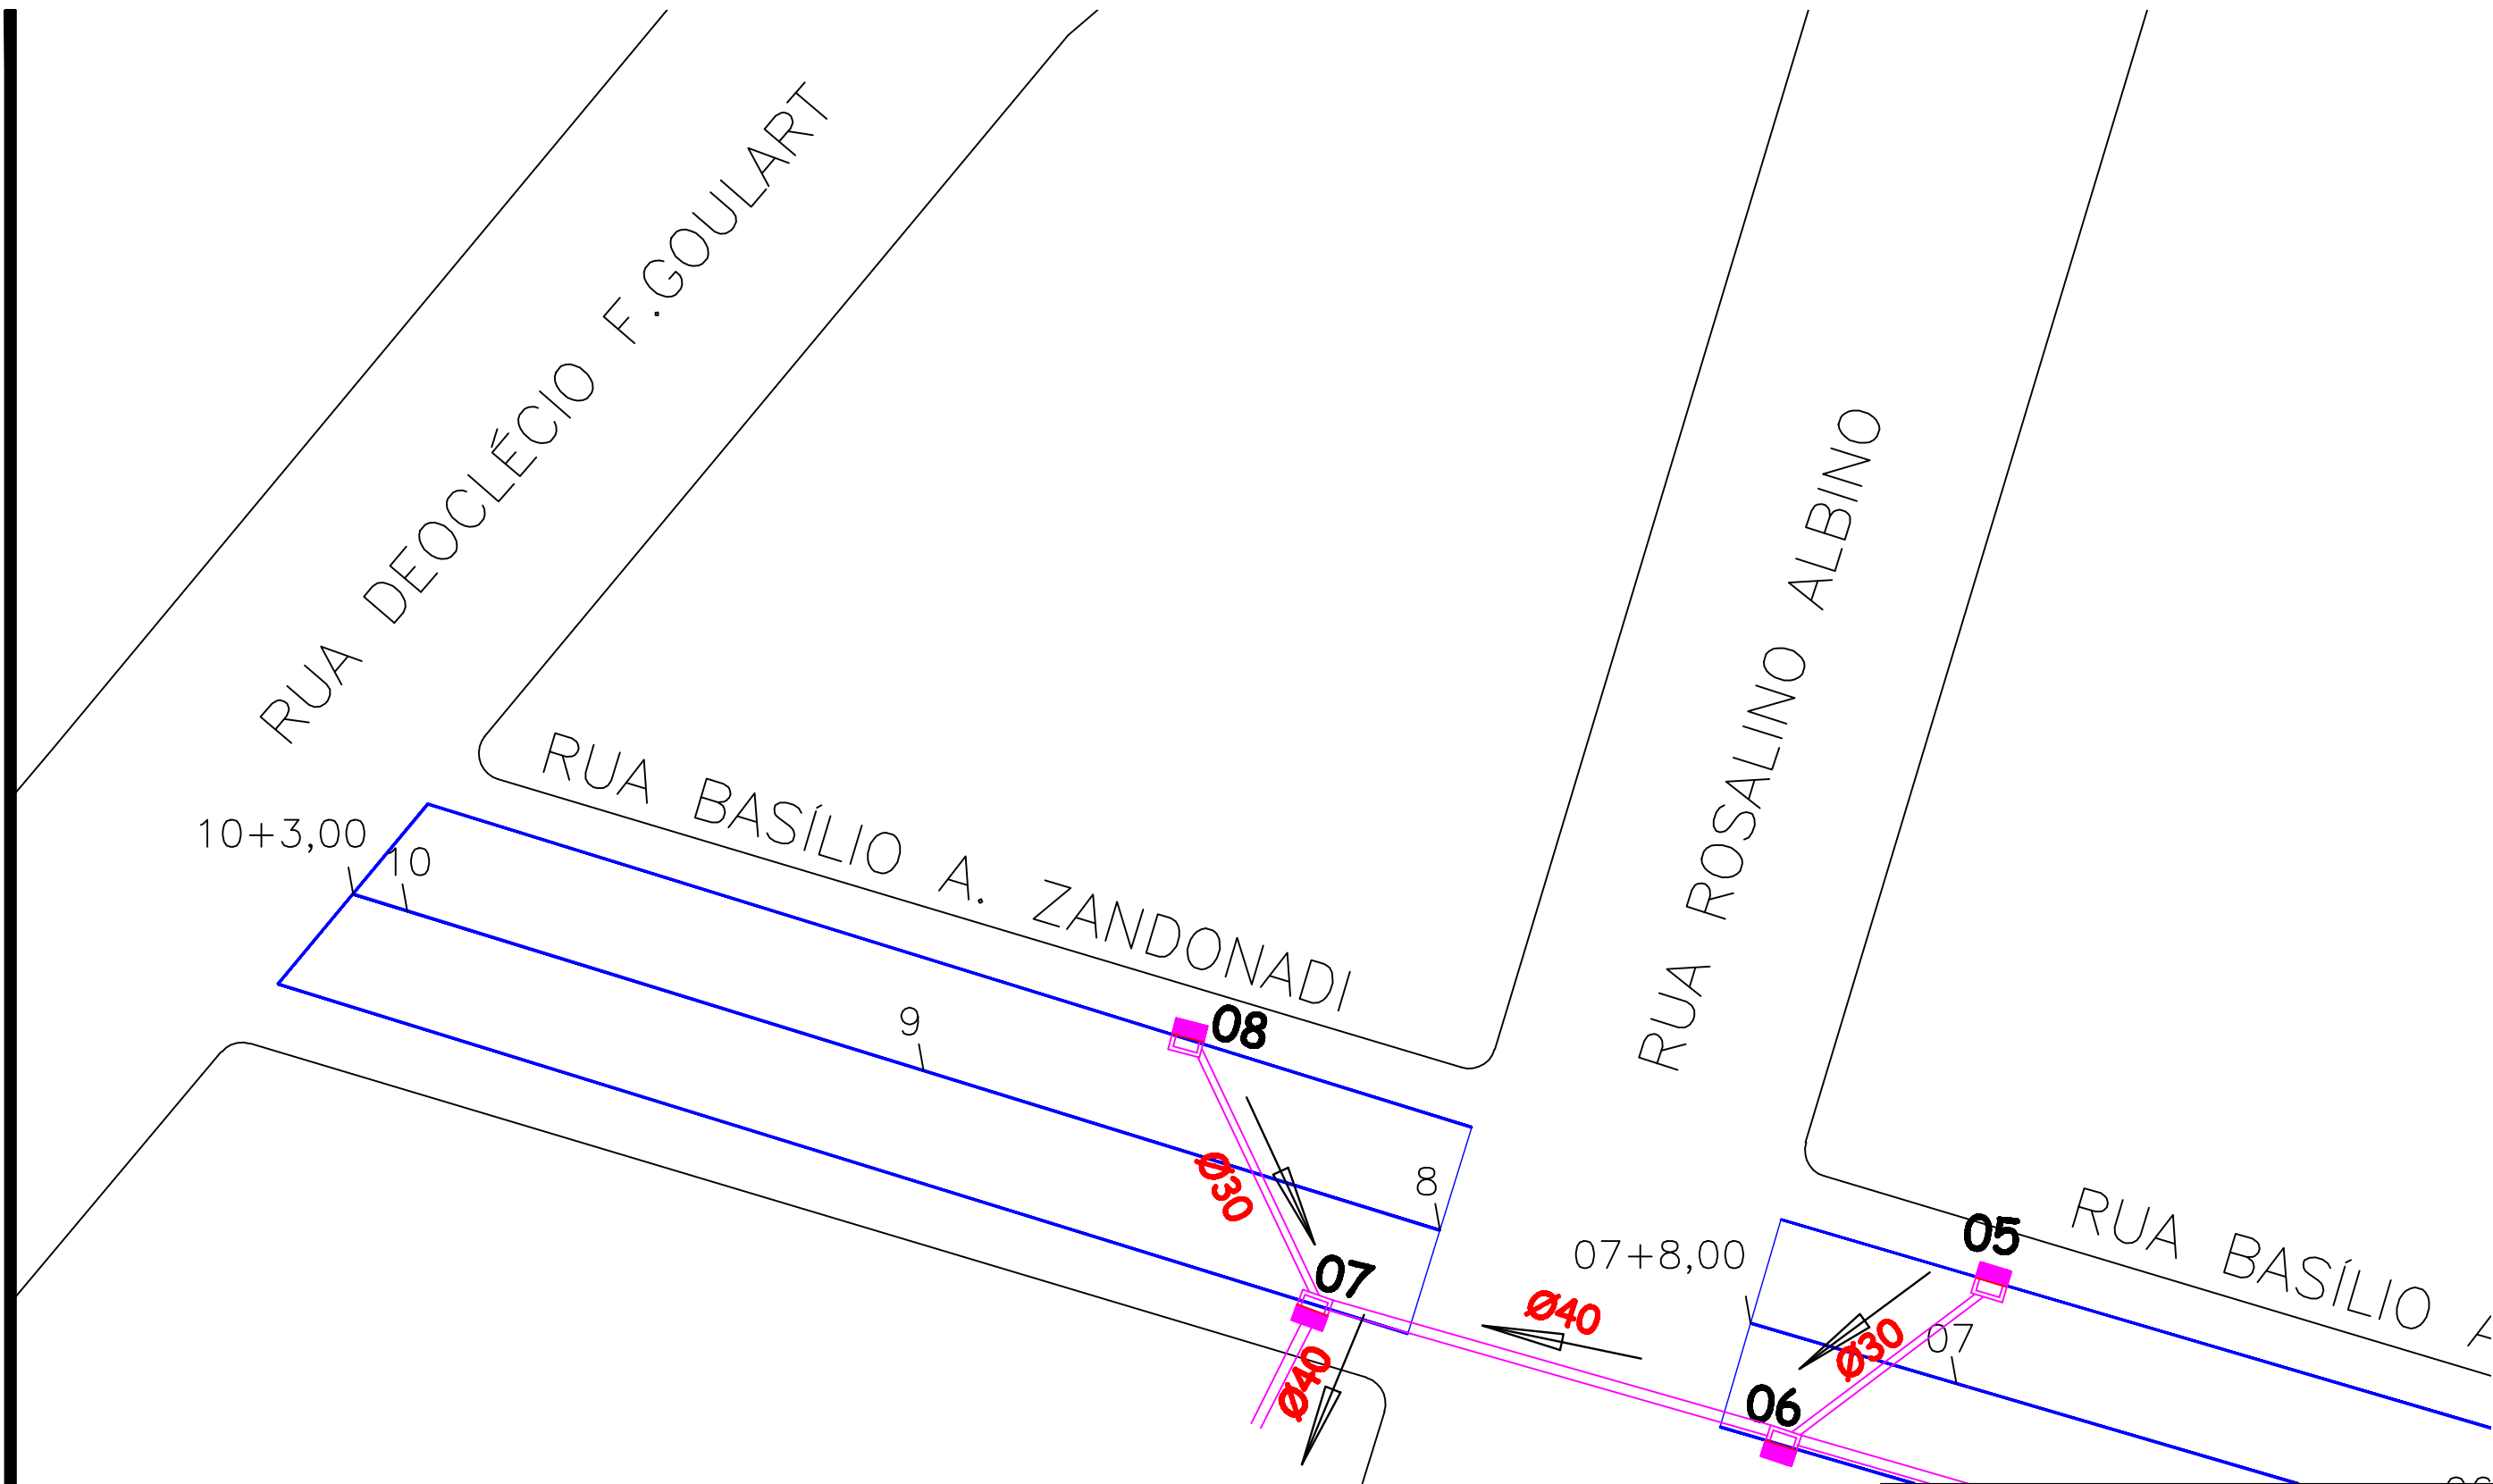 RUA DEOCLÉCIO F.GOULART
RUA ROSALINO ALBINO
RUA BASÍLIO A. ZANDONADI
10+3,00
10
9
08
8
Ø30
07
07+8,00
Ø40
Ø40
05
RUA BASÍLIO
Ø30
07
06